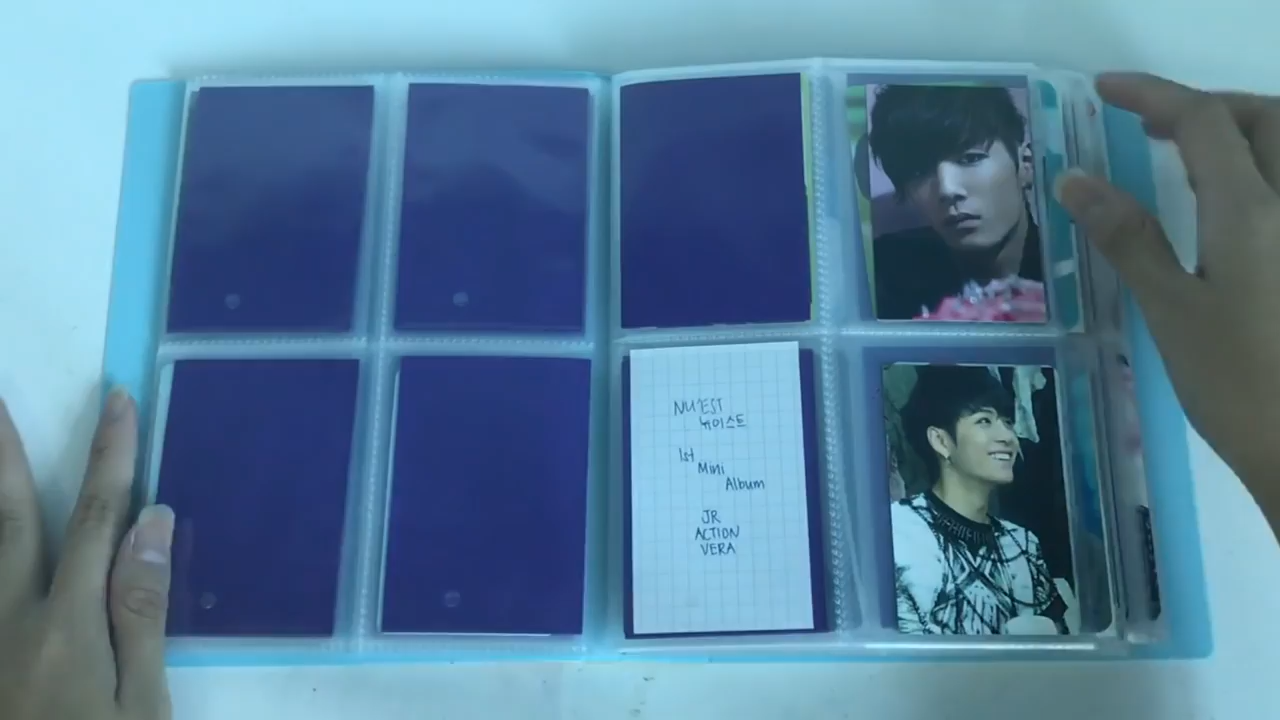 NU'EST
뉴이스트
1st
Mini
Album
JR
ACTION
VERA